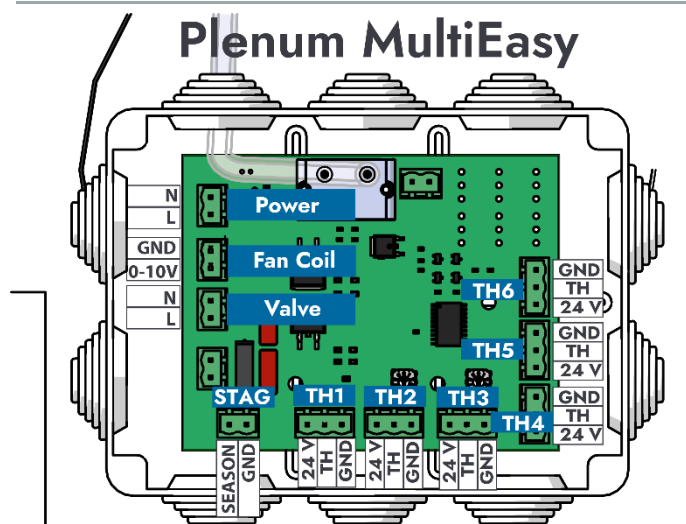 Plenum MultiEasy
N
L
Power
GND
0-10V
Fan Coil
N
L
Valve
TH6
GND
TH
24 V
TH5
GND
TH
24 V
TH4
GND
TH
24 V
STAG
TH1
TH2
TH3
SEASON
GND
24 V
TH
GND
24 V
TH
GND
24 V
TH
GND